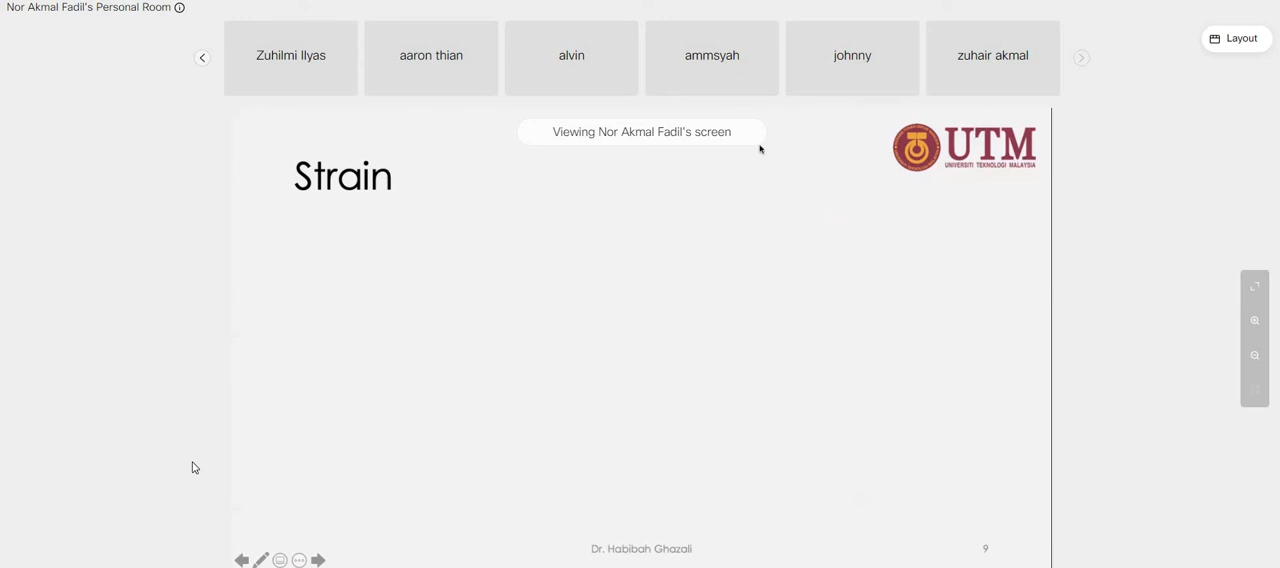 Nor Akmal Fadil's Personal Room
Zuhilmi Ilyas
aaron thian
alvin
ammsyah
johnny
zuhair akmal
Layout
Viewing Nor Akmal Fadil's screen
UTM
UNIVERSITI TEKNOLOGI MALAYSIA
Strain
Dr. Habibah Ghazali
9